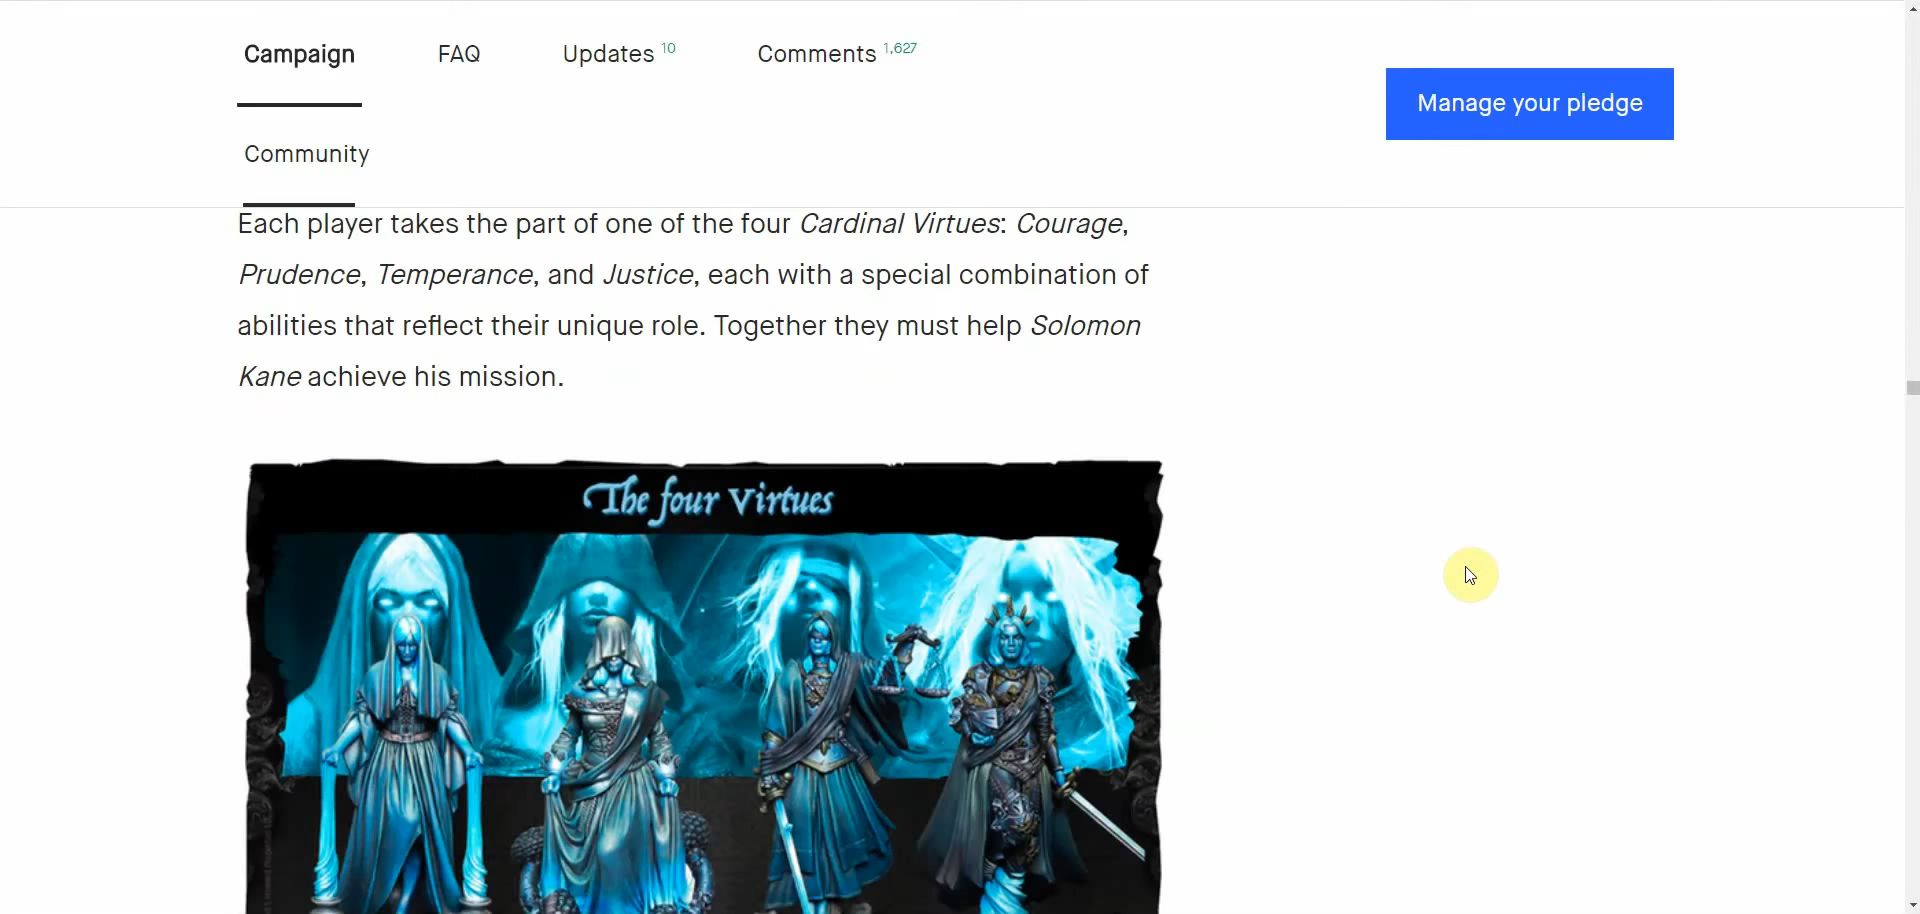 Campaign FAQ Updates 10 Comments 1,627
Manage your pledge
Community
Each player takes the part of one of the four Cardinal Virtues: Courage,
Prudence, Temperance, and Justice, each with a special combination of
abilities that reflect their unique role. Together they must help Solomon
Kane achieve his mission.
The four Virtues